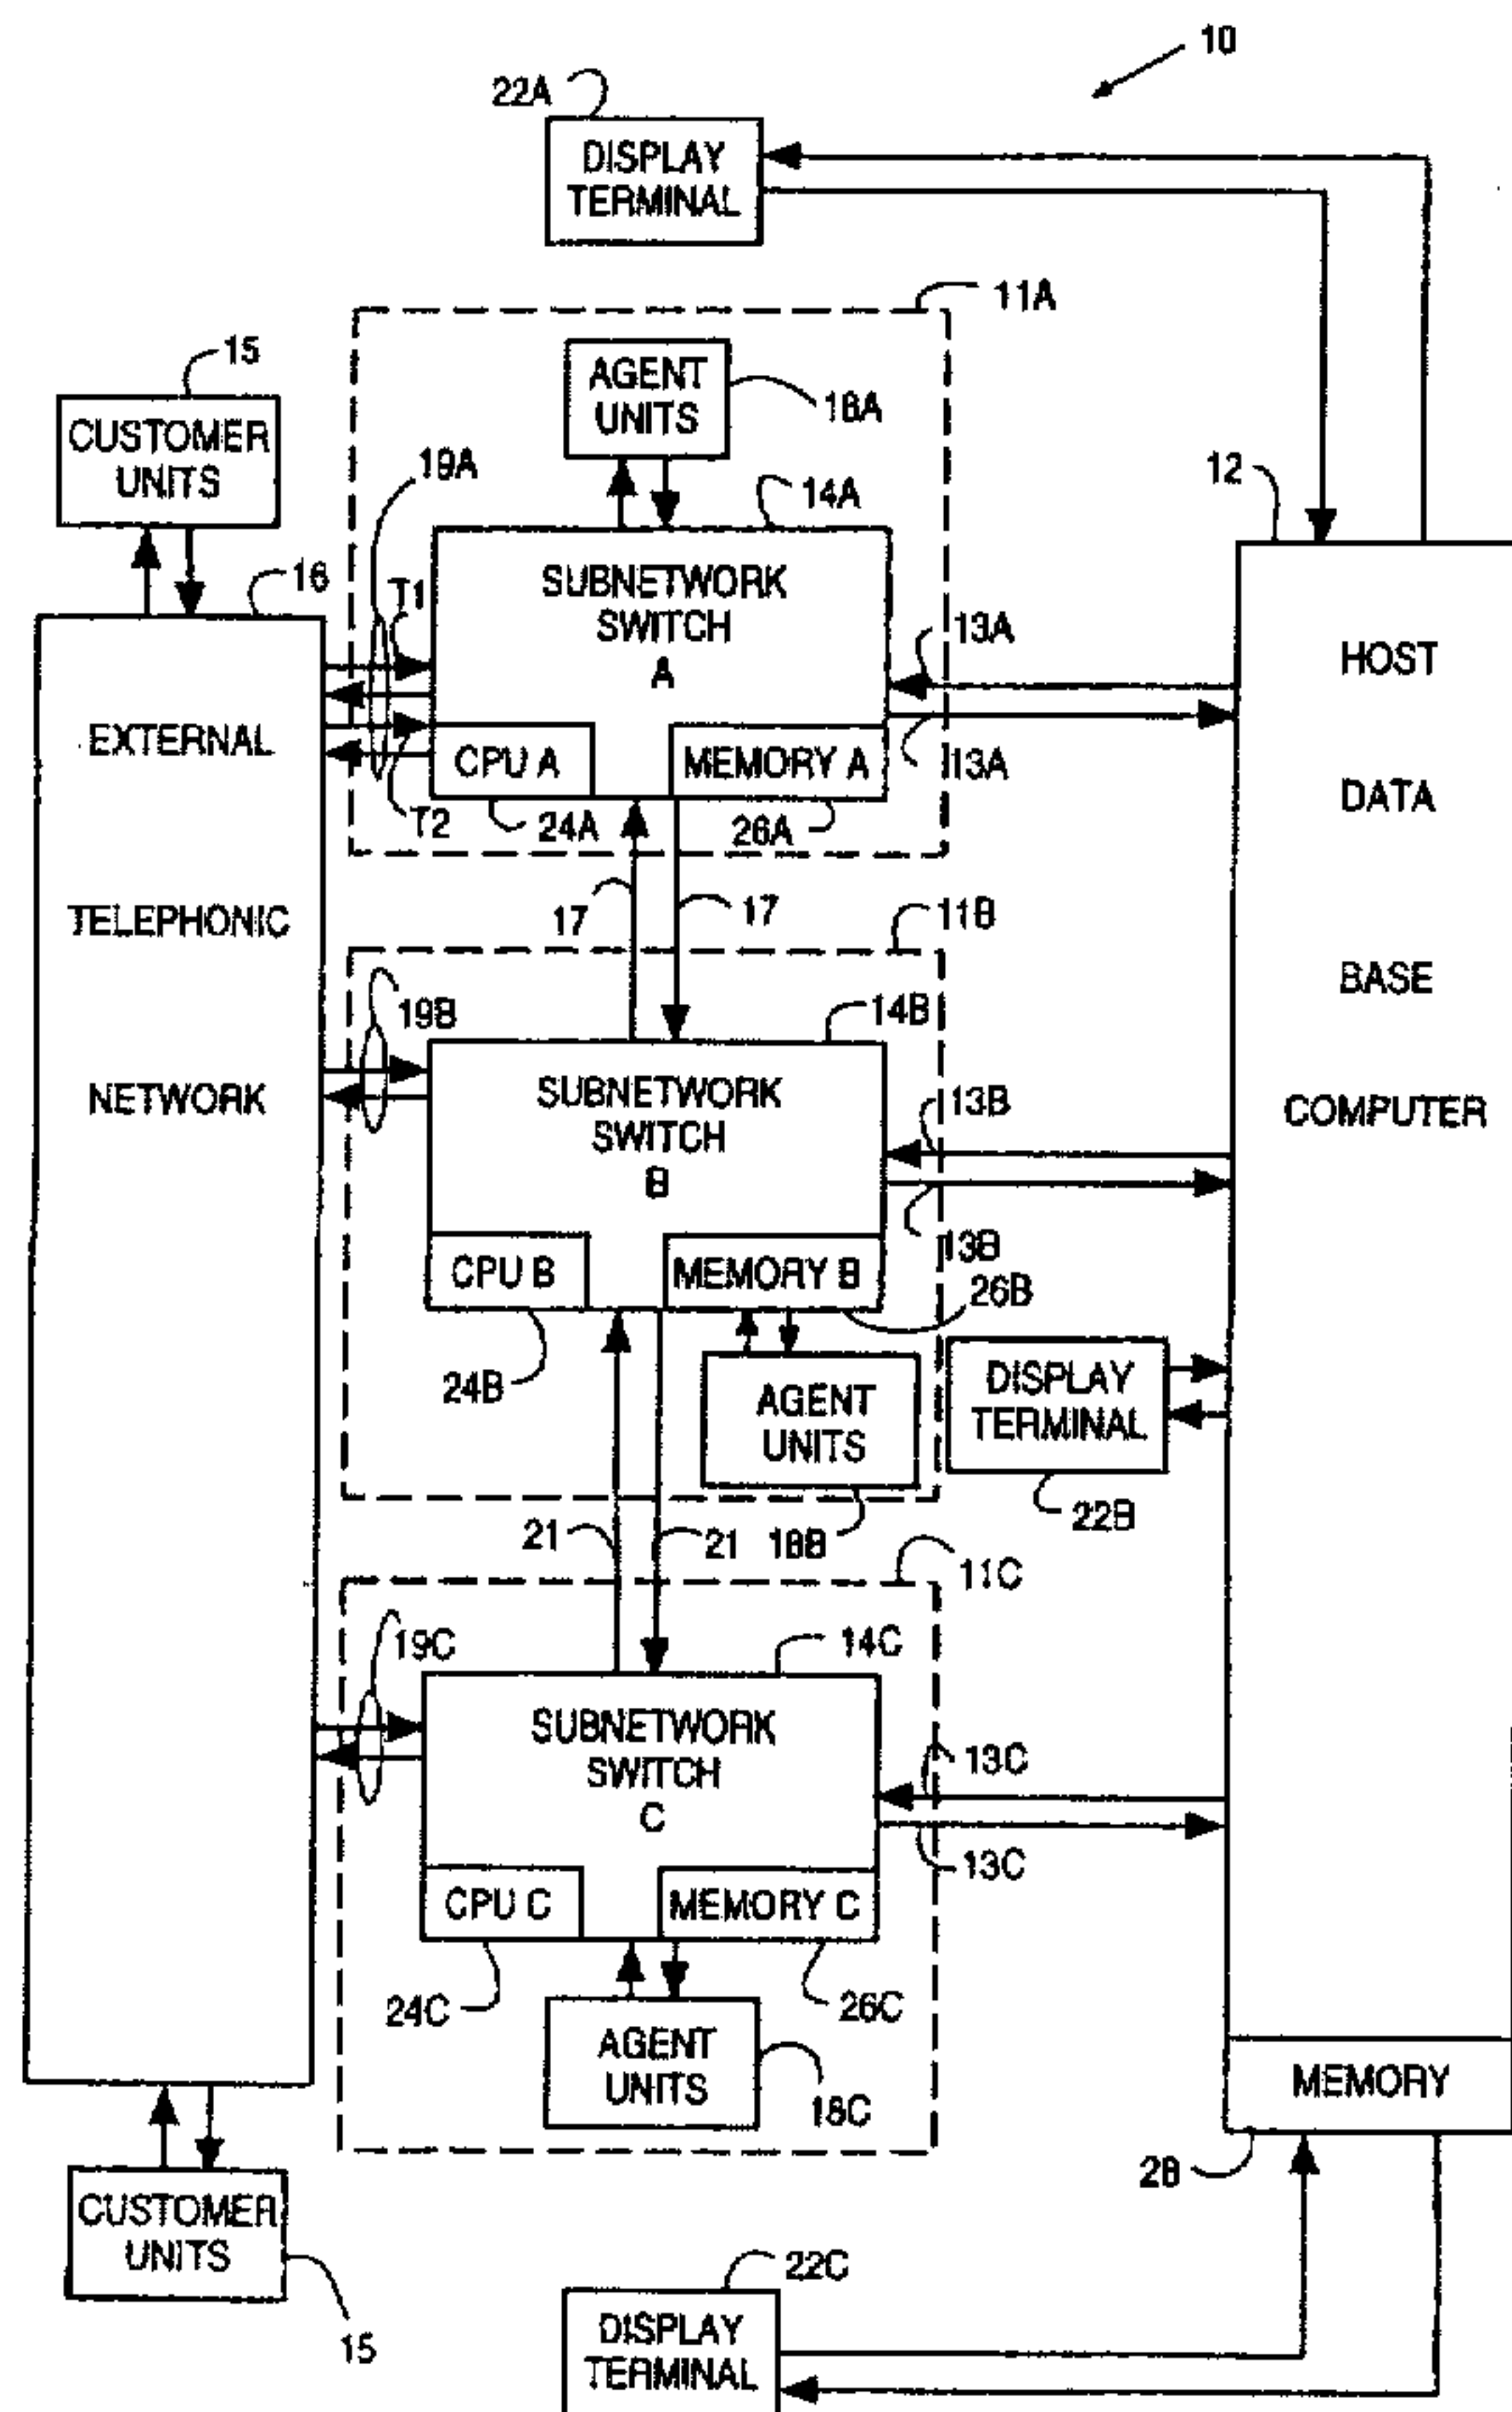 10
22A
DISPLAY
TERMINAL
11A
15
AGENT
UNITS
18A
CUSTOMER
UNITS
19A
14A
12
16
T1
SUBNETWORK
SWITCH
A
13A
HOST
EXTERNAL
CPU A
MEMORY A
13A
DATA
T2
24A
26A
TELEPHONIC
17
17
11B
BASE
19B
14B
NETWORK
SUBNETWORK
SWITCH
B
13B
COMPUTER
13B
CPU B
MEMORY B
26B
24B
AGENT
UNITS
DISPLAY
TERMINAL
22B
21
21
18B
11C
19C
14C
SUBNETWORK
SWITCH
C
13C
13C
CPU C
MEMORY C
24C
26C
AGENT
UNITS
18C
MEMORY
28
CUSTOMER
UNITS
15
22C
DISPLAY
TERMINAL